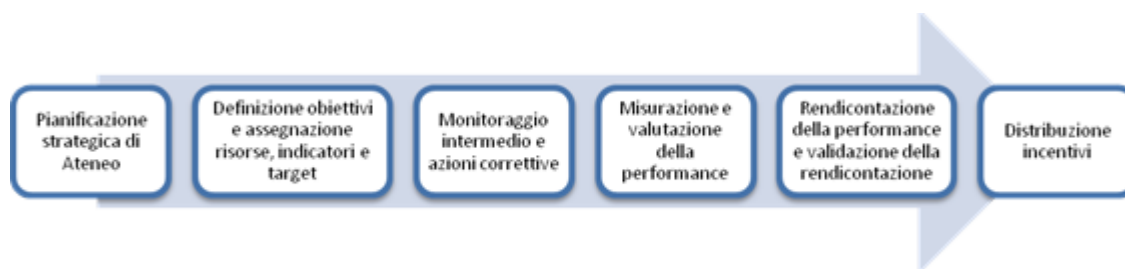 Pianificazione
strategica di
Ateneo
Definizione obiettivi
e assegnazione
risorse, indicatori e
target
Monitoraggio
intermedio e
azioni correttive
Misurazione e
valutazione
della
performance
Rendicontazione
della performance
e validazione della
rendicontazione
Distribuzione
incentivi